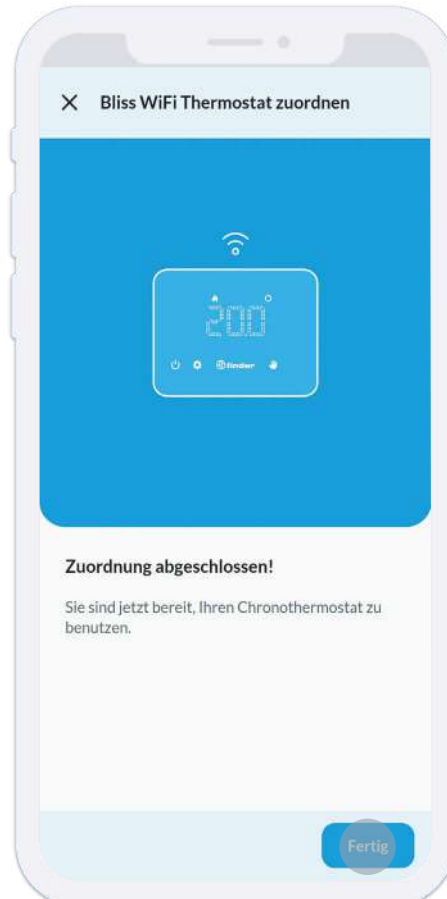 Bliss WiFi Thermostat zuordnen
20.0
finder
Zuordnung abgeschlossen!
Sie sind jetzt bereit, Ihren Chronothermostat zu
benutzen.
Fertig